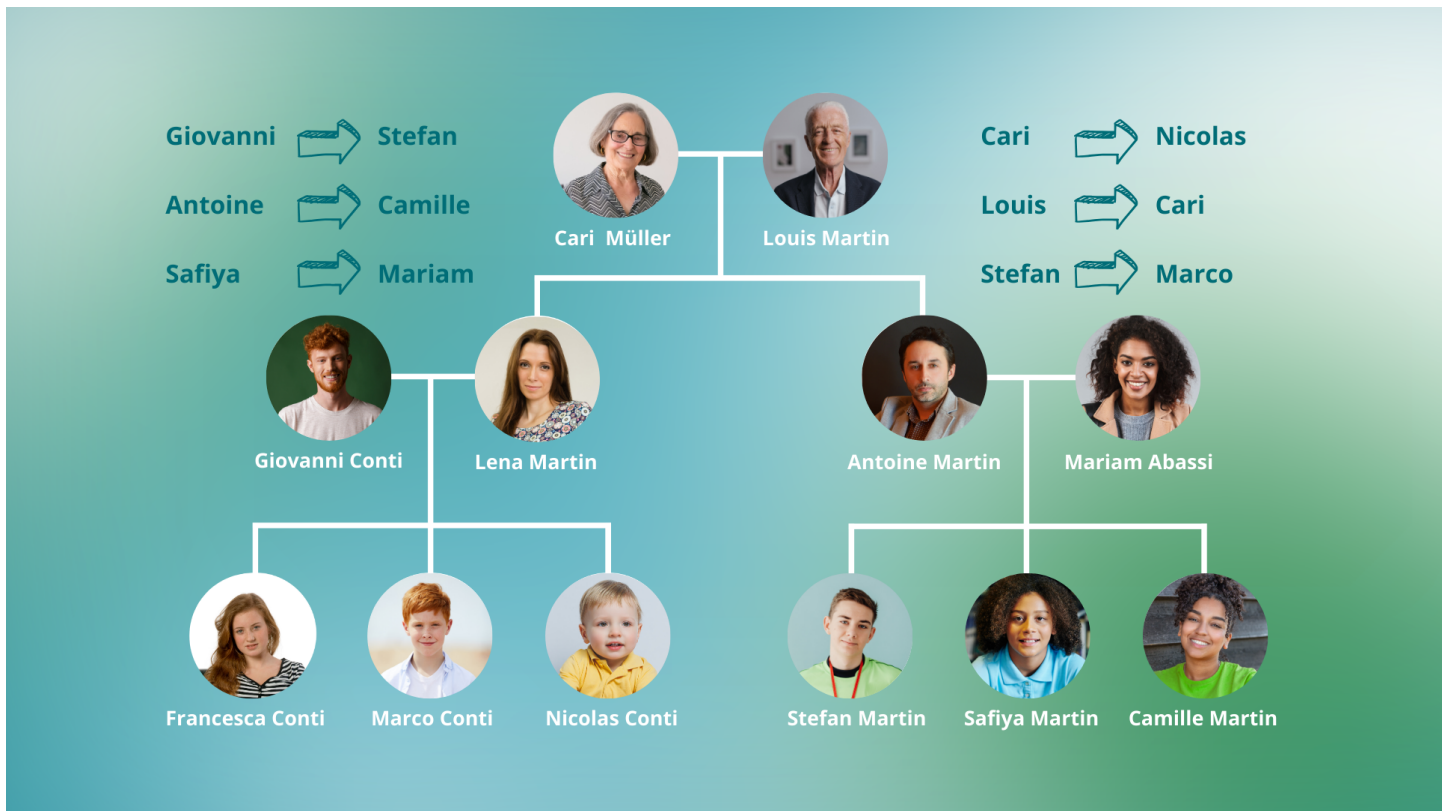 Giovanni Stefan
Antoine Camille
Safiya Mariam
Cari Nicolas
Louis Cari
Stefan Marco
Cari  Müller
Louis Martin
Giovanni Conti
Lena Martin
Antoine Martin
Mariam Abassi
Francesca Conti
Marco Conti
Nicolas Conti
Stefan Martin
Safiya Martin
Camille Martin